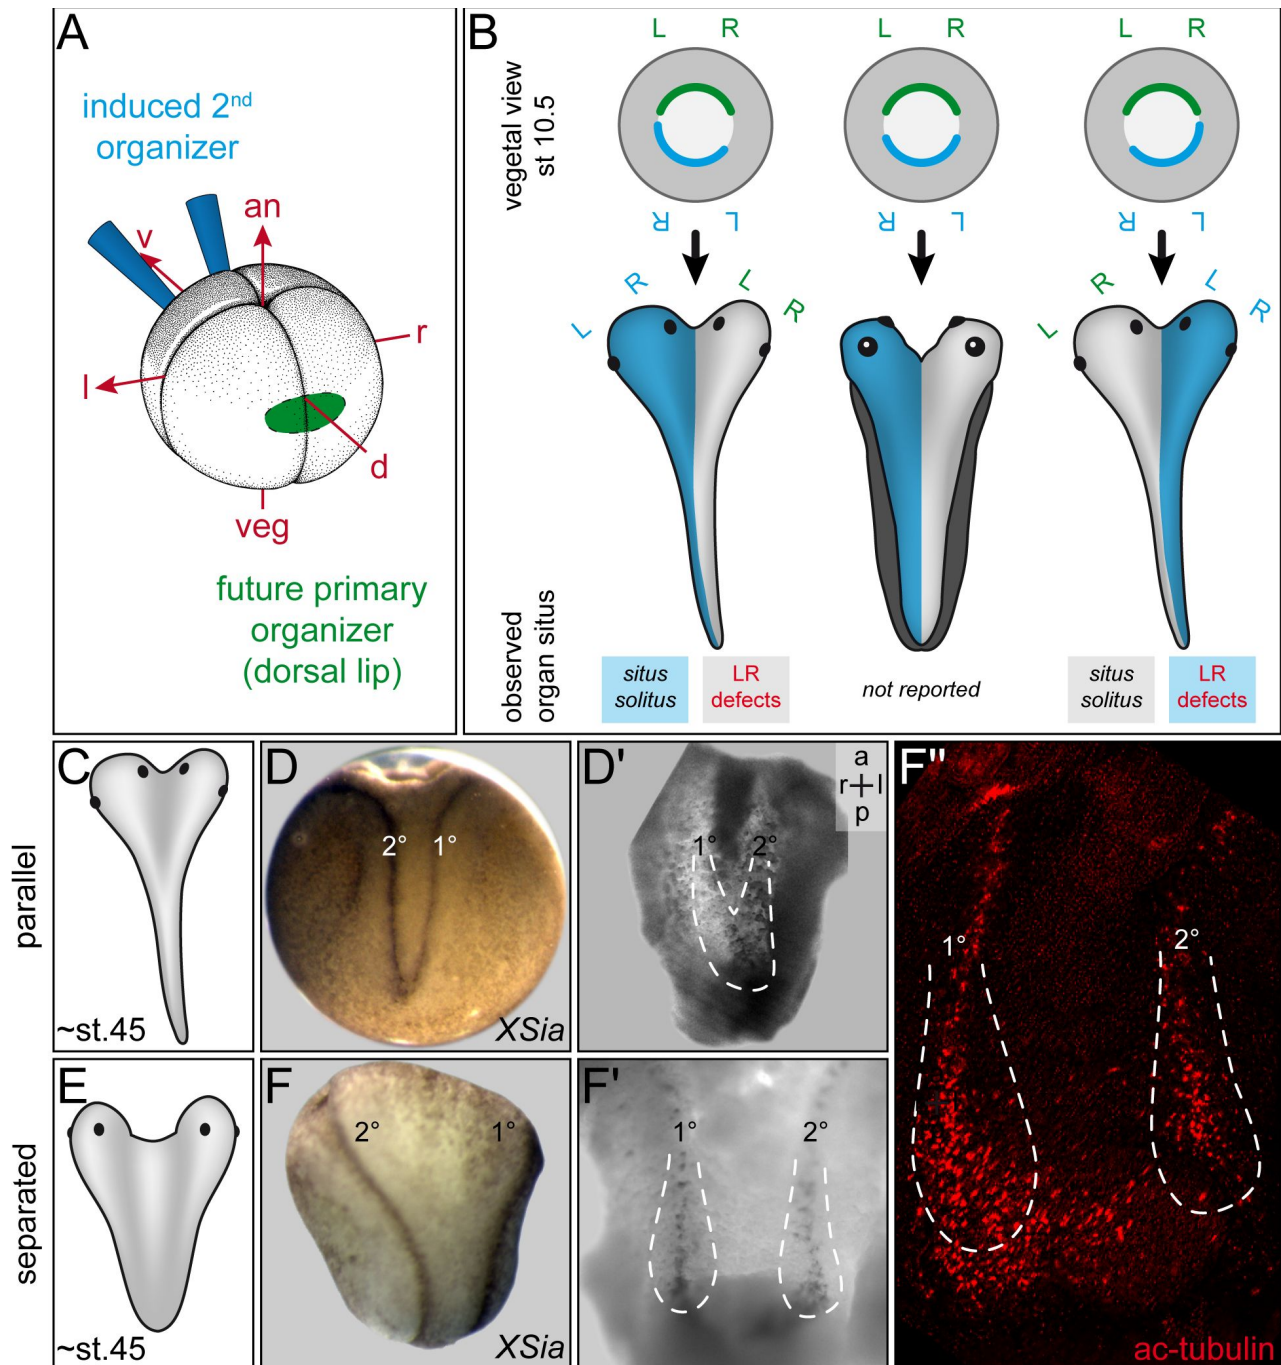 A
induced 2nd
organizer
an
v
r
l
d
veg
future primary
organizer
(dorsal lip)
B
vegetal view
st 10.5
L R L R L R
R L R L R L
R L L R
L R
R L L R
observed
organ situs
situs
solitus
LR
defects
not reported
situs
solitus
LR
defects
parallel
C
~st.45
D
2° 1°
XSia
D'
a
r l
p
1° 2°
separated
E
~st.45
F
2° 1°
XSia
F'
1° 2°
F''
1° 2°
ac-tubulin